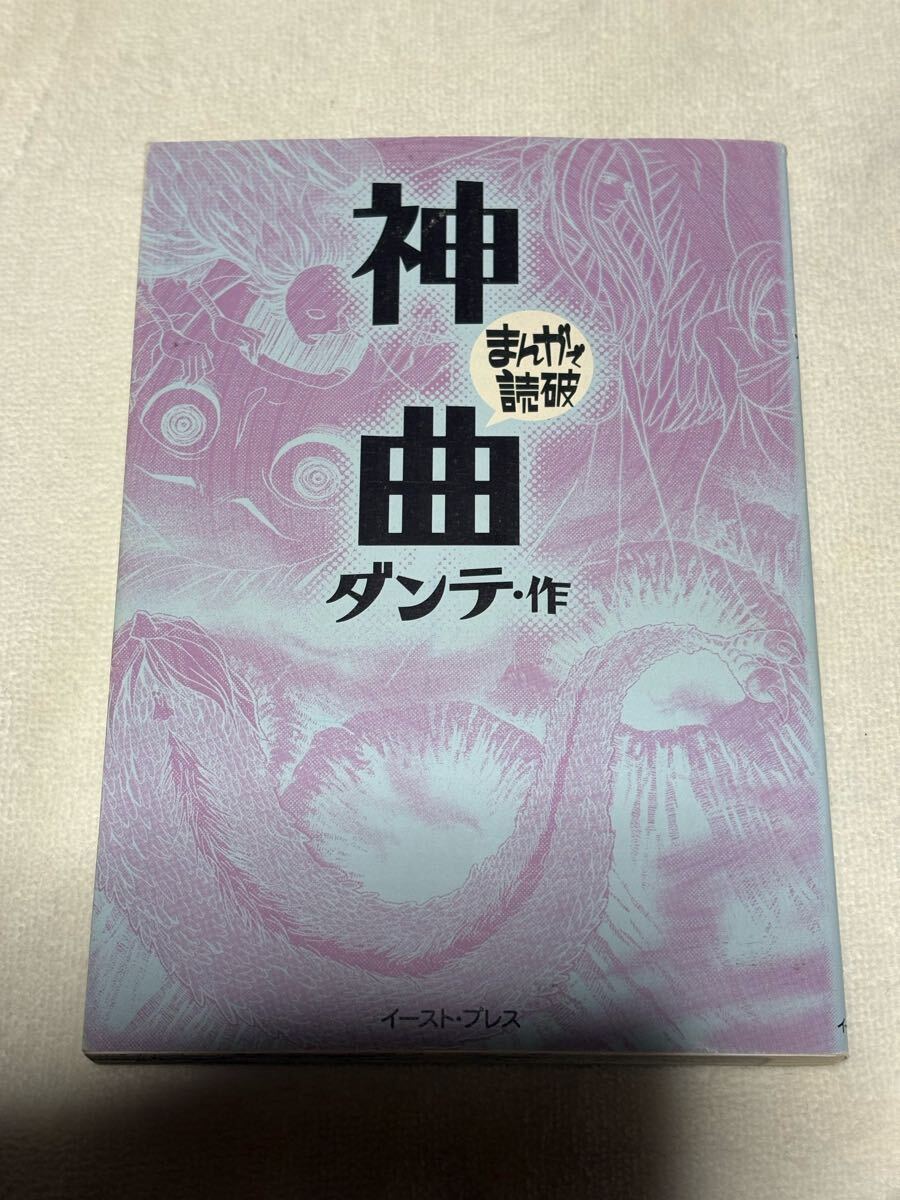 神曲
まんがで
読破
ダンテ・作
イースト・プレス